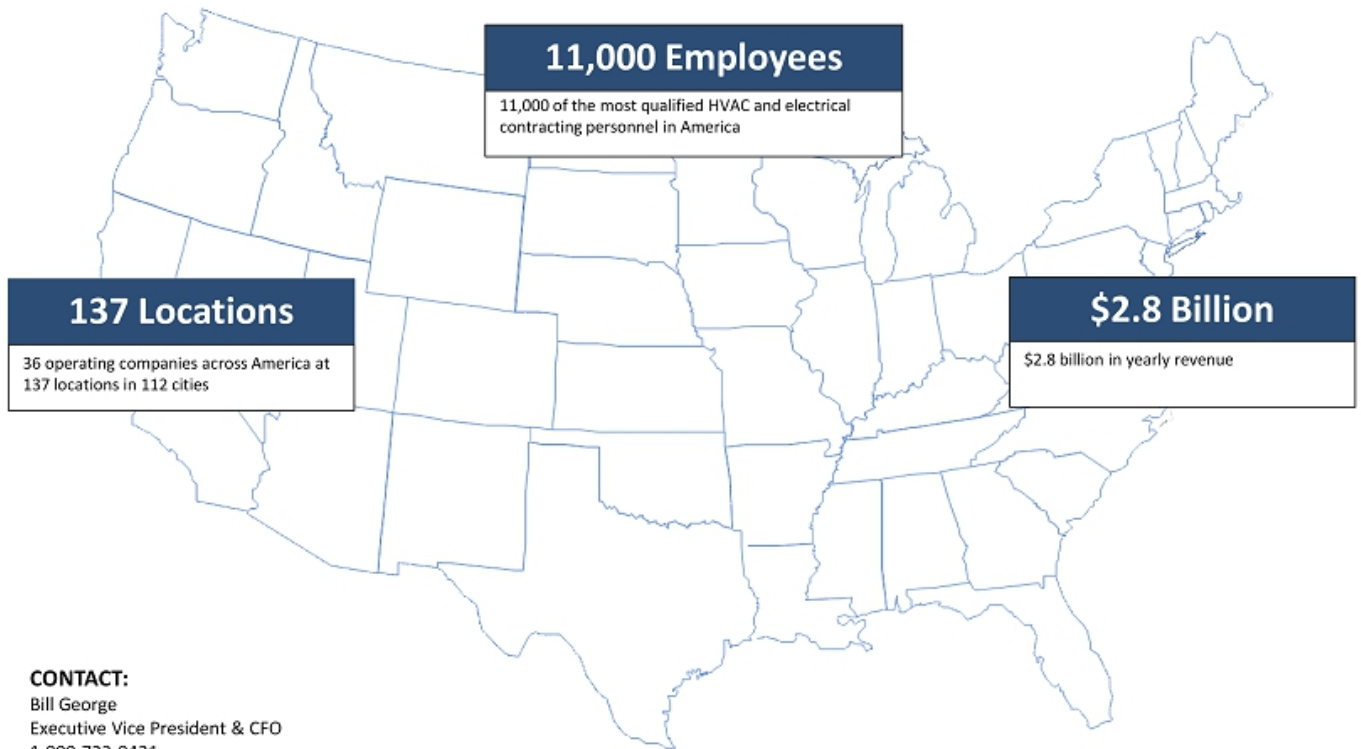 11,000 Employees
11,000 of the most qualified HVAC and electrical
contracting personnel in America
137 Locations
36 operating companies across America at
137 locations in 112 cities
$2.8 Billion
$2.8 billion in yearly revenue
CONTACT:
Bill George
Executive Vice President & CFO